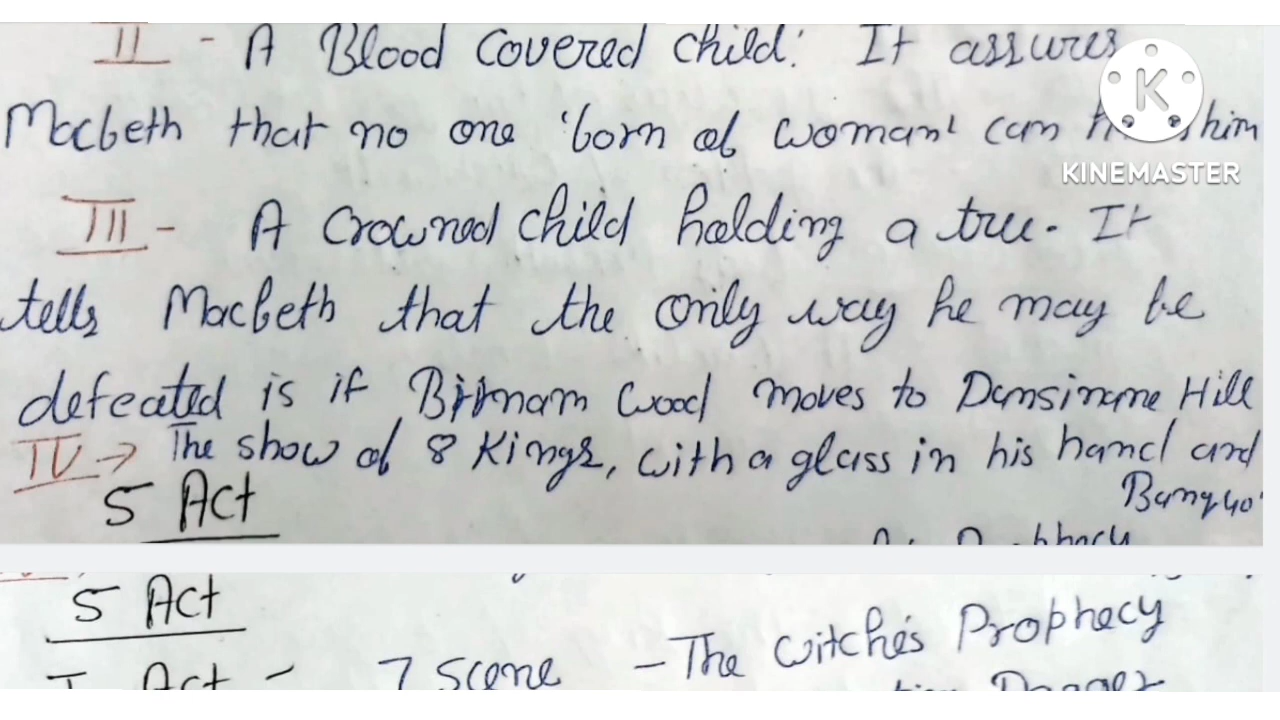 II - A Blood Covered child: It assures
Macbeth that no one 'born of woman' can him
III - A Crowned child holding a tree. It
tells Macbeth that the only way he may be
defeated is if Birnam Wood moves to Dunsinane Hill
IV → The show of 8 Kings, with a glass in his hand and
Banquo
5 Act
5 Act
I Act - 7 Scene - The Witche's Prophecy
Dagger
K
KINEMASTER